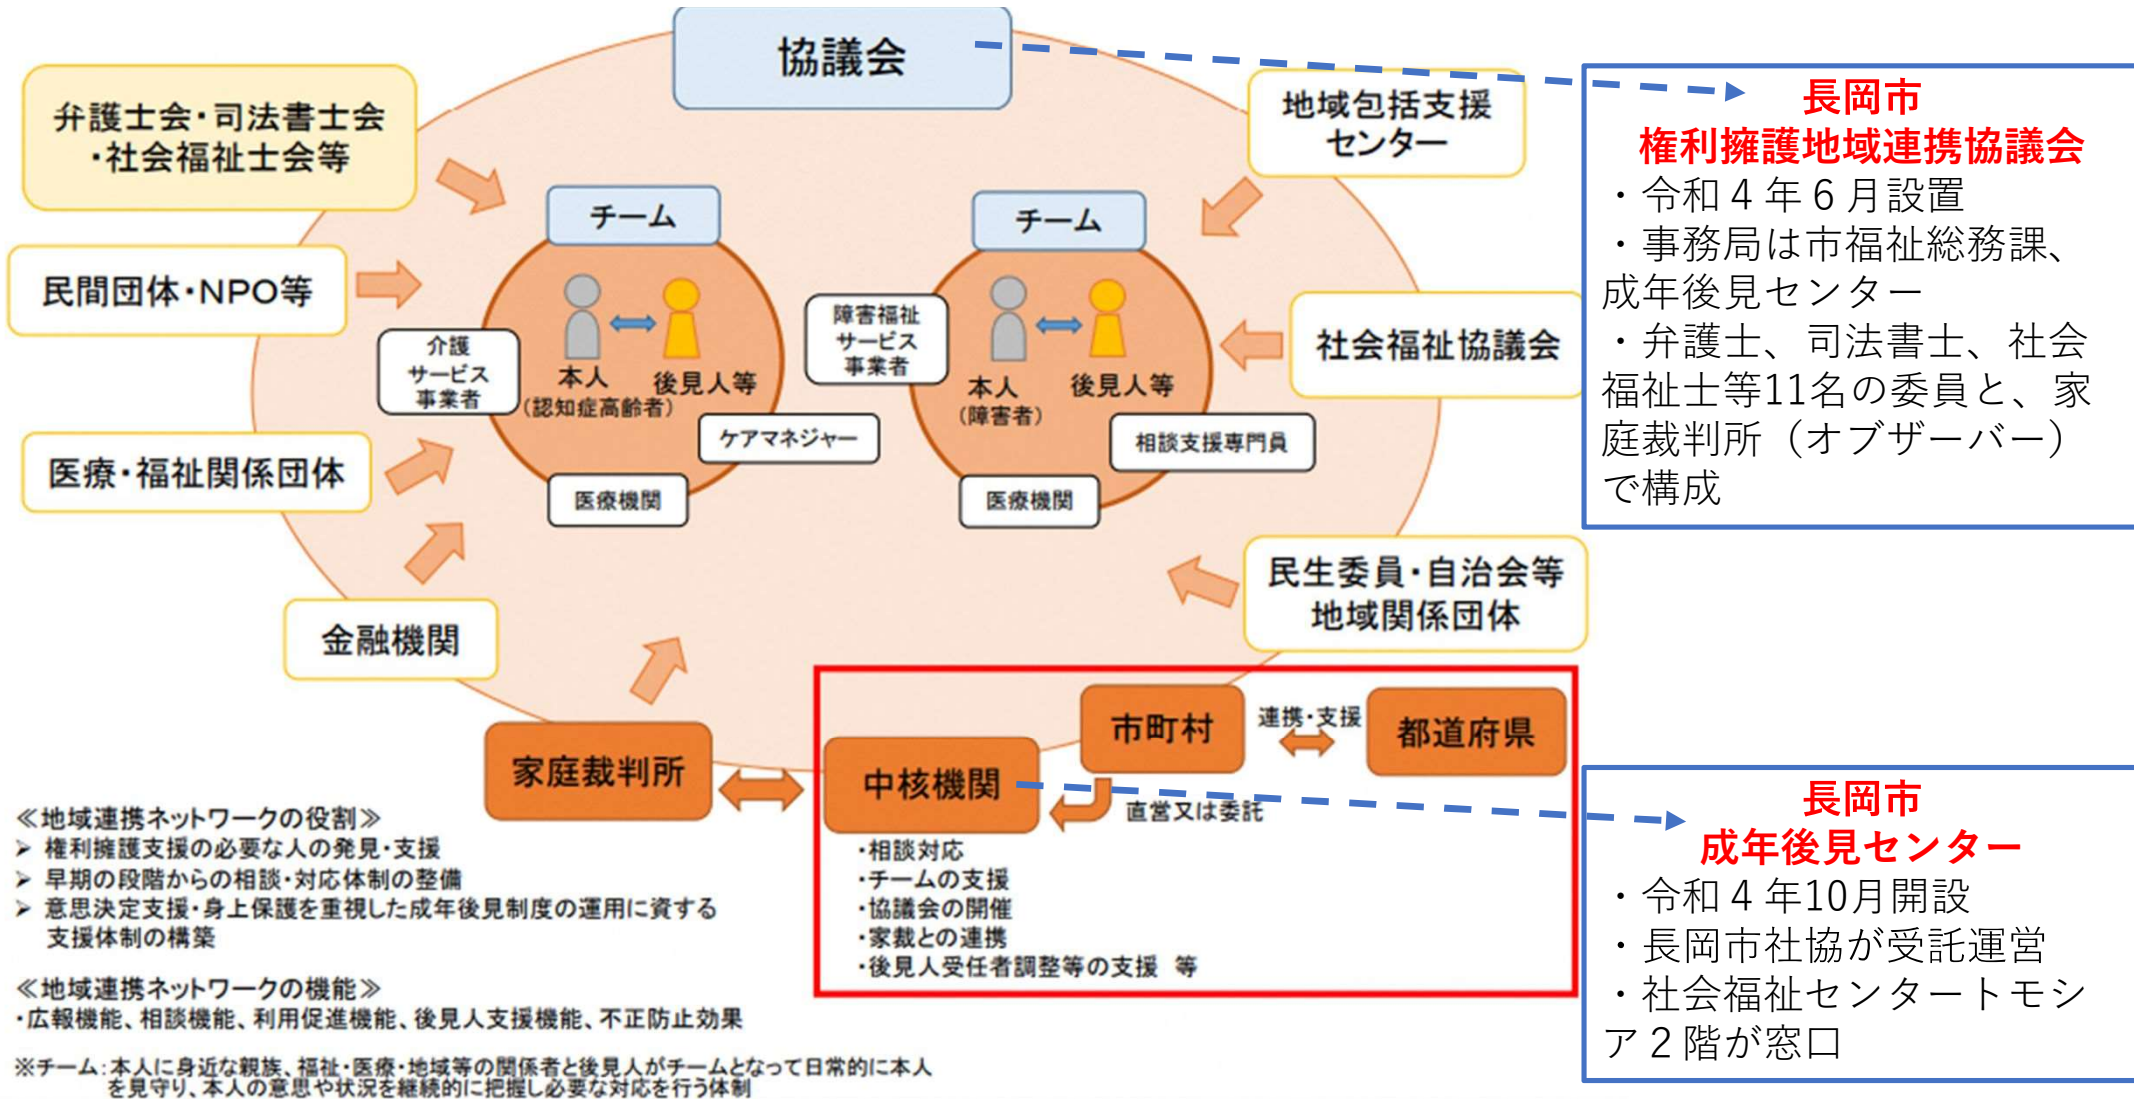 協議会
弁護士会・司法書士会
・社会福祉士会等
民間団体・NPO等
医療・福祉関係団体
金融機関
地域包括支援
センター
社会福祉協議会
民生委員・自治会等
地域関係団体
チーム
介護
サービス
事業者
本人
（認知症高齢者）
後見人等
ケアマネジャー
医療機関
チーム
障害福祉
サービス
事業者
本人
（障害者）
後見人等
相談支援専門員
医療機関
家庭裁判所
中核機関
市町村
連携・支援
都道府県
直営又は委託
・相談対応
・チームの支援
・協議会の開催
・家裁との連携
・後見人受任者調整等の支援 等
≪地域連携ネットワークの役割≫
➢ 権利擁護支援の必要な人の発見・支援
➢ 早期の段階からの相談・対応体制の整備
➢ 意思決定支援・身上保護を重視した成年後見制度の運用に資する
支援体制の構築
≪地域連携ネットワークの機能≫
・広報機能、相談機能、利用促進機能、後見人支援機能、不正防止効果
※チーム：本人に身近な親族、福祉・医療・地域等の関係者と後見人がチームとなって日常的に本人
を見守り、本人の意思や状況を継続的に把握し必要な対応を行う体制
長岡市
権利擁護地域連携協議会
・令和４年６月設置
・事務局は市福祉総務課、
成年後見センター
・弁護士、司法書士、社会
福祉士等11名の委員と、家
庭裁判所（オブザーバー）
で構成
長岡市
成年後見センター
・令和４年10月開設
・長岡市社協が受託運営
・社会福祉センタートモシ
ア２階が窓口